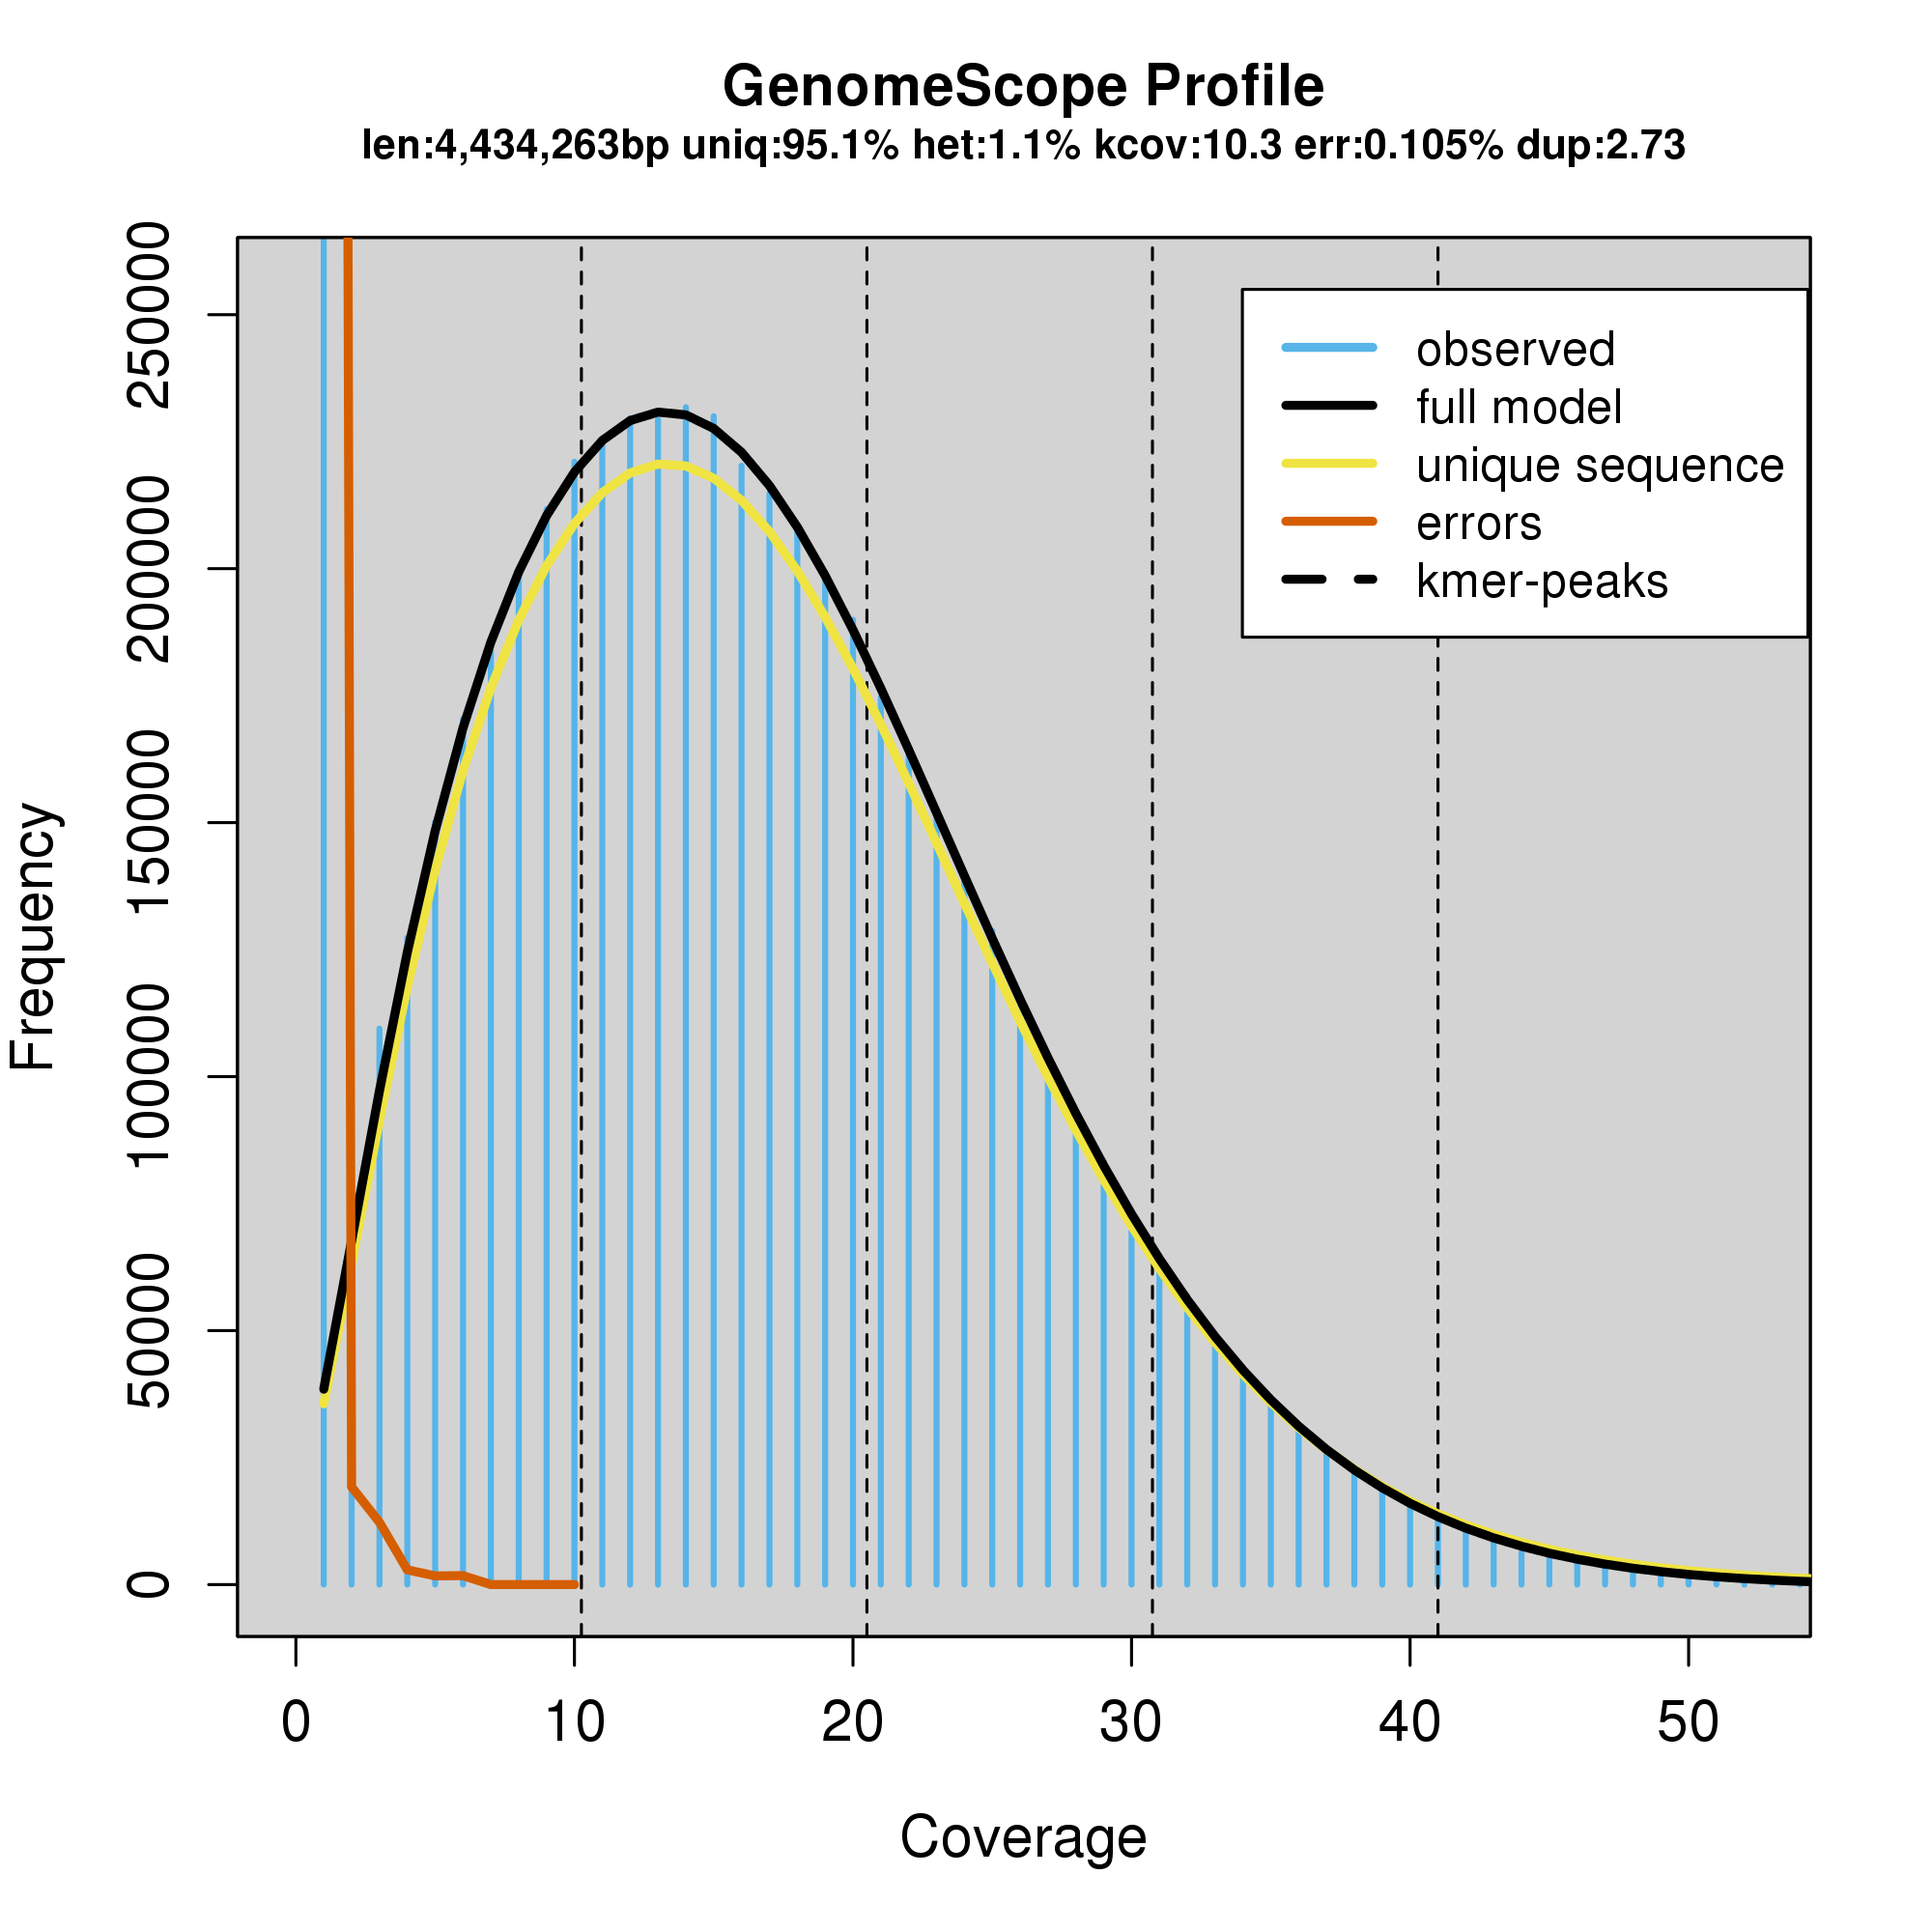 GenomeScope Profile
len:4,434,263bp uniq:95.1% het:1.1% kcov:10.3 err:0.105% dup:2.73
observed
full model
unique sequence
errors
kmer-peaks
Frequency
250000
200000
150000
100000
50000
0
0 10 20 30 40 50
Coverage